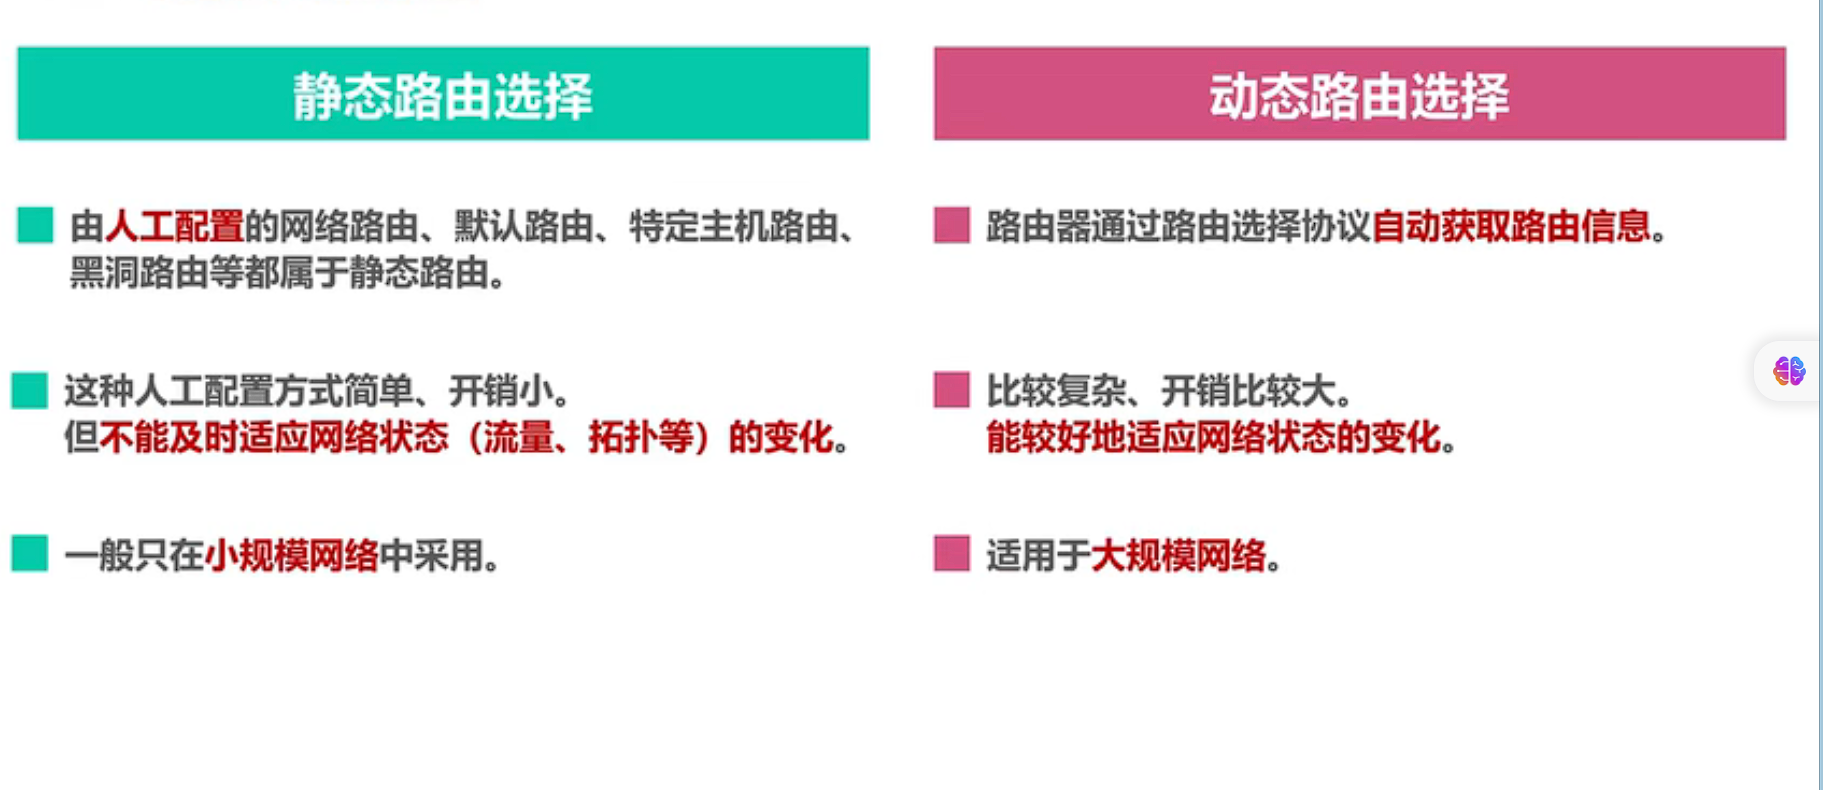 静态路由选择
由人工配置的网络路由、默认路由、特定主机路由、
黑洞路由等都属于静态路由。
这种人工配置方式简单、开销小。
但不能及时适应网络状态（流量、拓扑等）的变化。
一般只在小规模网络中采用。
动态路由选择
路由器通过路由选择协议自动获取路由信息。
比较复杂、开销比较大。
能较好地适应网络状态的变化。
适用于大规模网络。